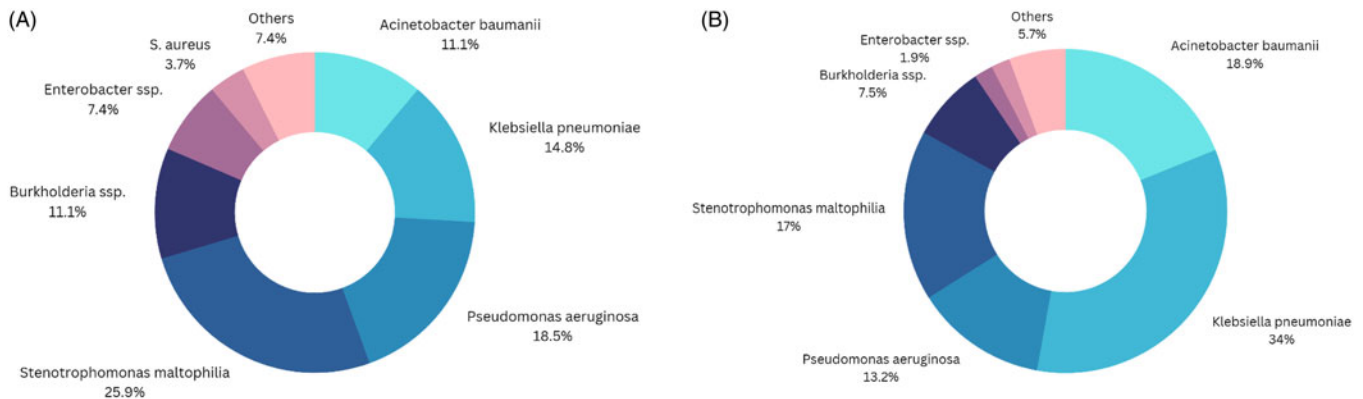 (A)
Others
7.4%
Acinetobacter baumanii
11.1%
S. aureus
3.7%
Enterobacter ssp.
7.4%
Klebsiella pneumoniae
14.8%
Burkholderia ssp.
11.1%
Pseudomonas aeruginosa
18.5%
Stenotrophomonas maltophilia
25.9%
(B)
Others
5.7%
Acinetobacter baumanii
18.9%
Enterobacter ssp.
1.9%
Burkholderia ssp.
7.5%
Stenotrophomonas maltophilia
17%
Klebsiella pneumoniae
34%
Pseudomonas aeruginosa
13.2%